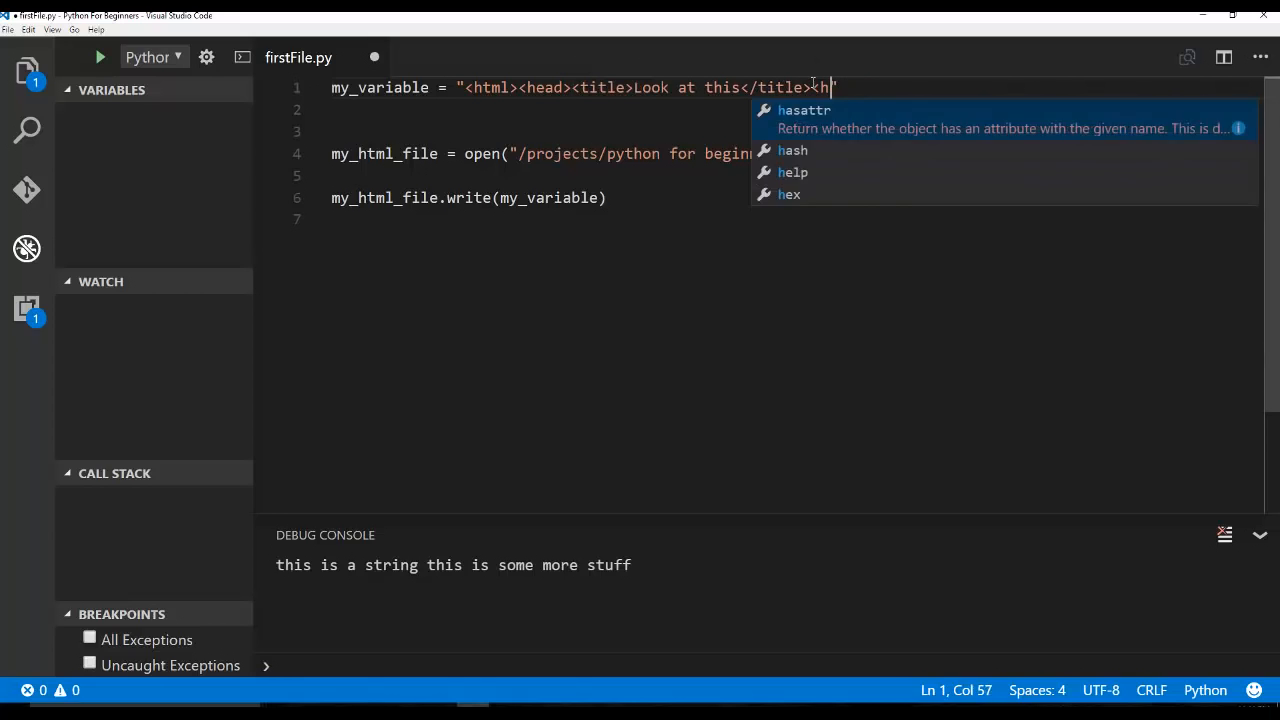 • firstFile.py - Python For Beginners - Visual Studio Code
File Edit View Go Help
Python
firstFile.py
1
VARIABLES
WATCH
CALL STACK
BREAKPOINTS
All Exceptions
Uncaught Exceptions
1
1 my_variable = "<html><head><title>Look at this</title><h"
2
3
4 my_html_file = open("/projects/python for beginn
5
6 my_html_file.write(my_variable)
7
hasattr
Return whether the object has an attribute with the given name. This is d...
hash
help
hex
DEBUG CONSOLE
this is a string this is some more stuff
0 0
Ln 1, Col 57 Spaces: 4 UTF-8 CRLF Python